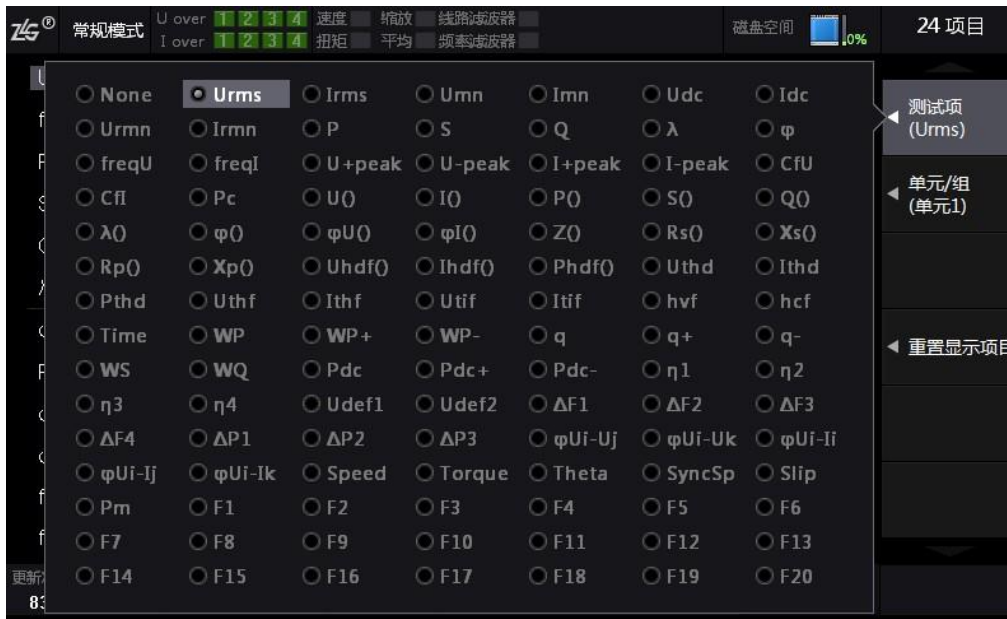 ZLG® 常规模式 U over 1 2 3 4 速度 缩放 线路滤波器 磁盘空间 0% 24 项目
I over 1 2 3 4 扭矩 平均 频率滤波器
None Urms Irms Umn Imn Udc Idc
测试项
(Urms)
Urmn Irmn P S Q λ φ
freqU freqI U+peak U-peak I+peak I-peak CfU
单元/组
(单元1)
CfI Pc U() I() P() S() Q()
λ() φ() φU() φI() Z() Rs() Xs()
Rp() Xp() Uhdf() Ihdf() Phdf() Uthd Ithd
Pthd Uthf Ithf Utif Itif hvf hcf
Time WP WP+ WP- q q+ q-
重置显示项目
WS WQ Pdc Pdc+ Pdc- η1 η2
η3 η4 Udef1 Udef2 ΔF1 ΔF2 ΔF3
ΔF4 ΔP1 ΔP2 ΔP3 φUi-Uj φUi-Uk φUi-Ii
φUi-Ij φUi-Ik Speed Torque Theta SyncSp Slip
Pm F1 F2 F3 F4 F5 F6
F7 F8 F9 F10 F11 F12 F13
F14 F15 F16 F17 F18 F19 F20
更新
83